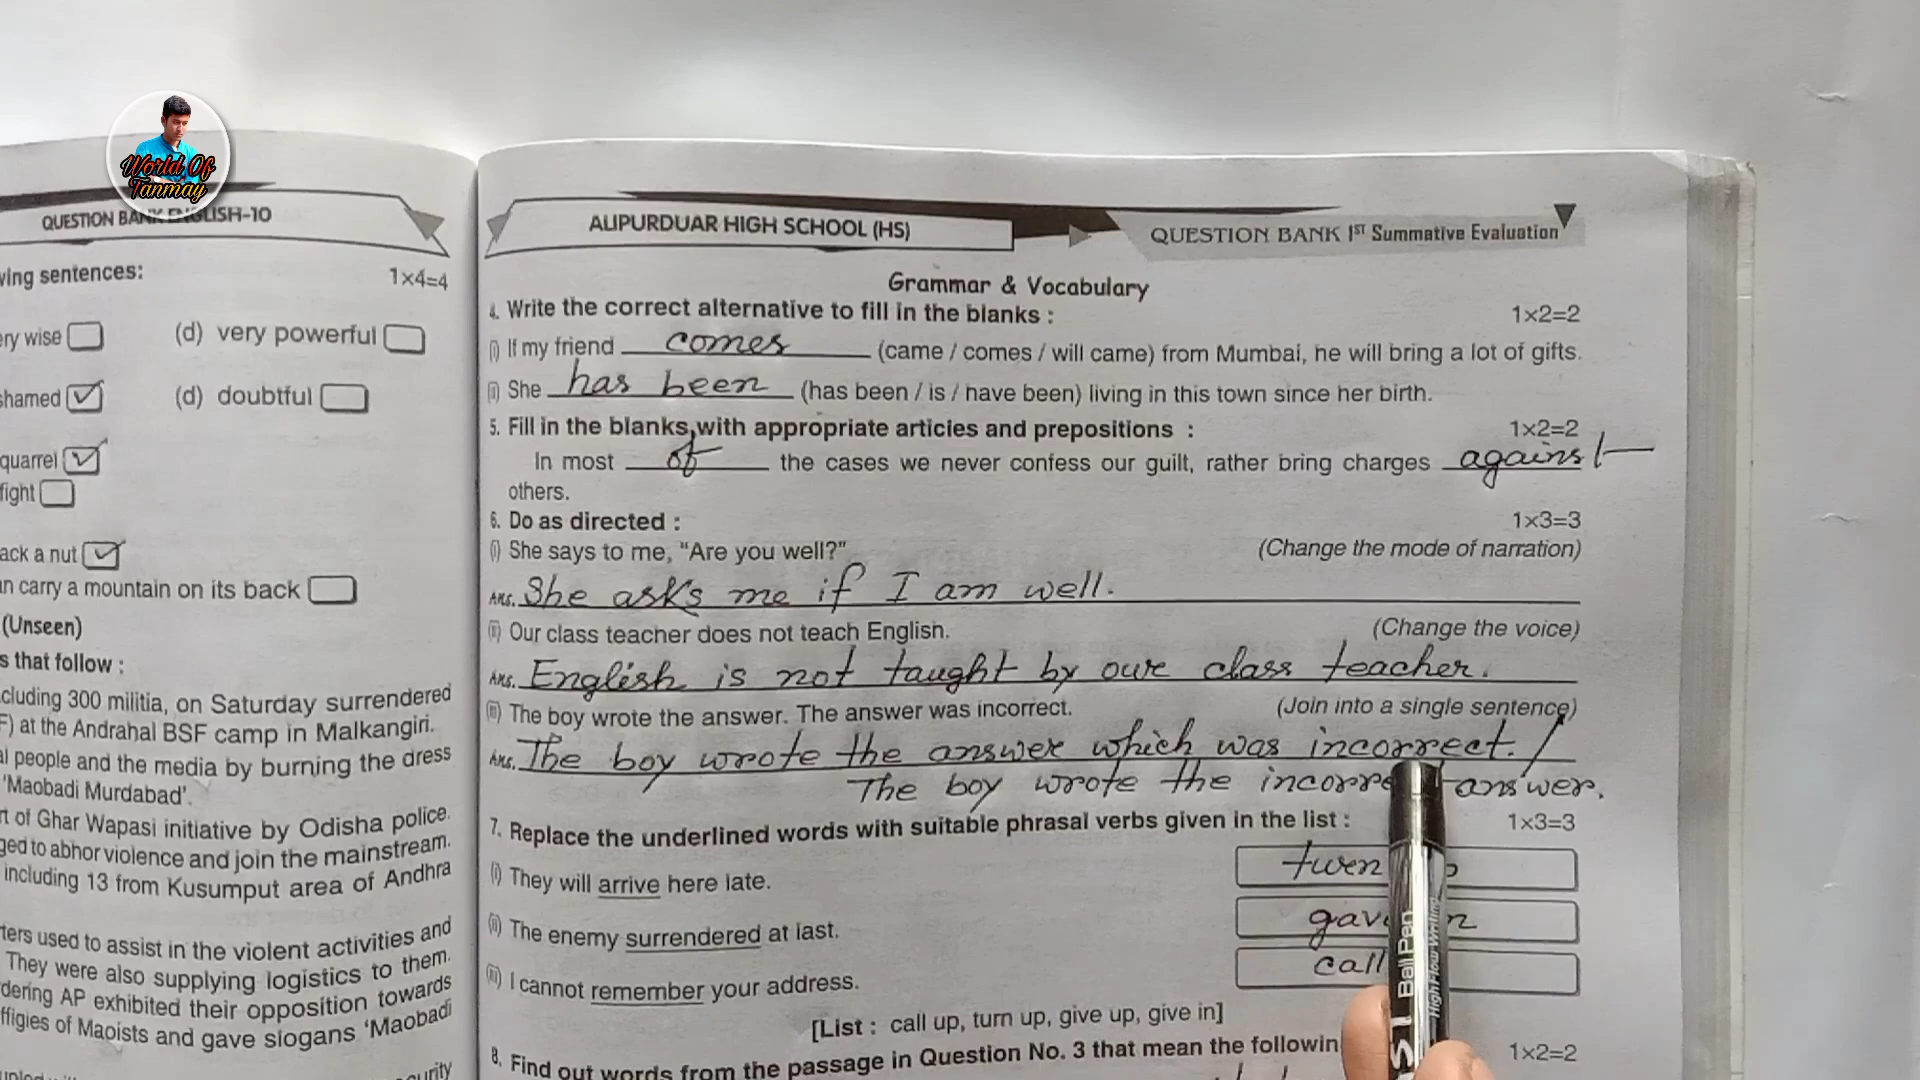 World Of
Tanmay
QUESTION BANK ENGLISH-10
wing sentences: 1×4=4
ery wise (d) very powerful
shamed (d) doubtful
quarrel
fight
ack a nut
an carry a mountain on its back
(Unseen)
s that follow :
cluding 300 militia, on Saturday surrendered
F) at the Andrahal BSF camp in Malkangiri.
al people and the media by burning the dress
'Maobadi Murdabad'.
rt of Ghar Wapasi initiative by Odisha police.
ged to abhor violence and join the mainstream.
including 13 from Kusumput area of Andhra
ters used to assist in the violent activities and
They were also supplying logistics to them.
dering AP exhibited their opposition towards
ffigies of Maoists and gave slogans 'Maobadi
curity
ALIPURDUAR HIGH SCHOOL (HS)
QUESTION BANK 1ST Summative Evaluation
Grammar & Vocabulary
4. Write the correct alternative to fill in the blanks : 1×2=2
(i) If my friend comes (came / comes / will came) from Mumbai, he will bring a lot of gifts.
(ii) She has been (has been / is / have been) living in this town since her birth.
5. Fill in the blanks with appropriate articles and prepositions : 1×2=2
In most of the cases we never confess our guilt, rather bring charges against
others.
6. Do as directed : 1×3=3
(i) She says to me, "Are you well?" (Change the mode of narration)
Ans. She asks me if I am well.
(ii) Our class teacher does not teach English. (Change the voice)
Ans. English is not taught by our class teacher.
(iii) The boy wrote the answer. The answer was incorrect. (Join into a single sentence)
Ans. The boy wrote the answer which was incorrect. /
The boy wrote the incorrect answer.
7. Replace the underlined words with suitable phrasal verbs given in the list : 1×3=3
(i) They will arrive here late. turn
(ii) The enemy surrendered at last. gave in
(iii) I cannot remember your address. call
[List : call up, turn up, give up, give in]
8. Find out words from the passage in Question No. 3 that mean the followin 1×2=2
Ball Pen
High Flow Writing